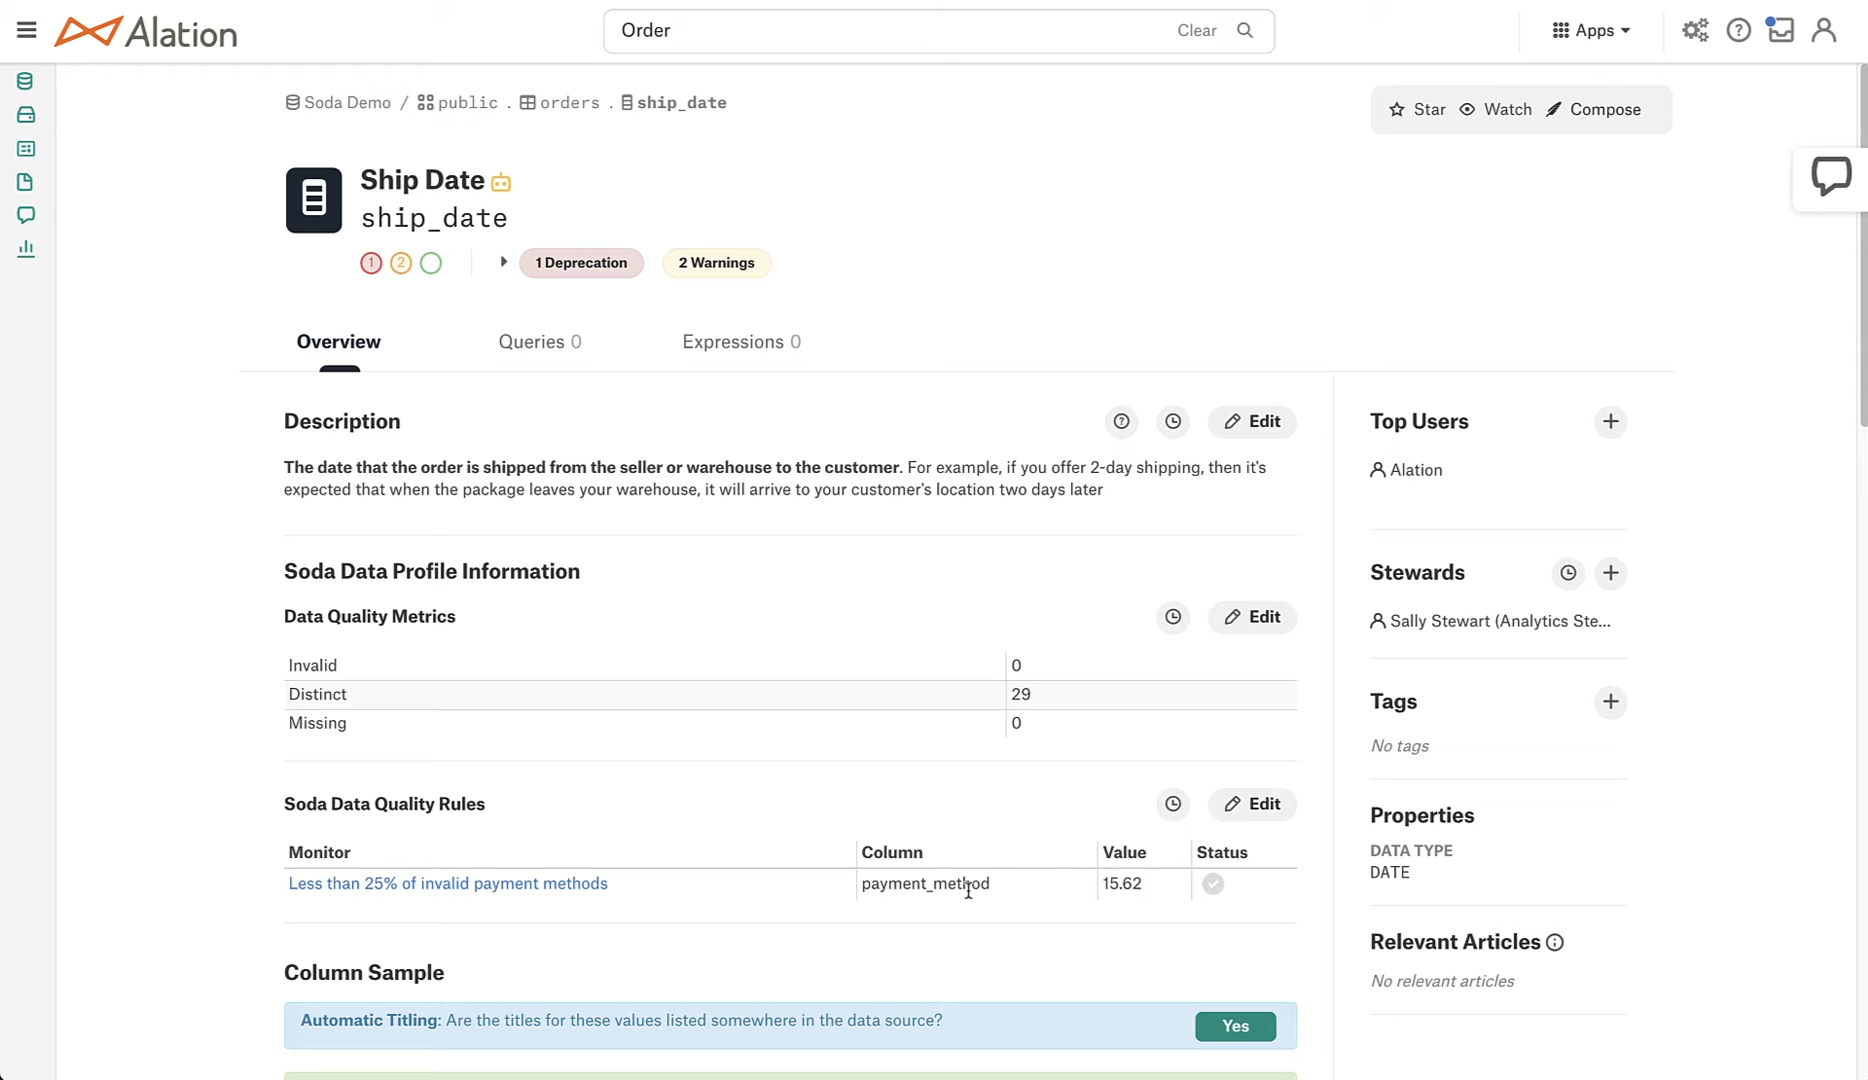 Alation
Order
Clear
Apps
Soda Demo / public . orders . ship_date
Star
Watch
Compose
Ship Date
ship_date
1
2
1 Deprecation
2 Warnings
Overview
Queries 0
Expressions 0
Description
Edit
The date that the order is shipped from the seller or warehouse to the customer. For example, if you offer 2-day shipping, then it's
expected that when the package leaves your warehouse, it will arrive to your customer's location two days later
Soda Data Profile Information
Data Quality Metrics
Edit
Invalid 0
Distinct 29
Missing 0
Soda Data Quality Rules
Edit
Monitor Column Value Status
Less than 25% of invalid payment methods payment_method 15.62
Column Sample
Automatic Titling: Are the titles for these values listed somewhere in the data source?
Yes
Top Users
Alation
Stewards
Sally Stewart (Analytics Ste...
Tags
No tags
Properties
DATA TYPE
DATE
Relevant Articles
No relevant articles